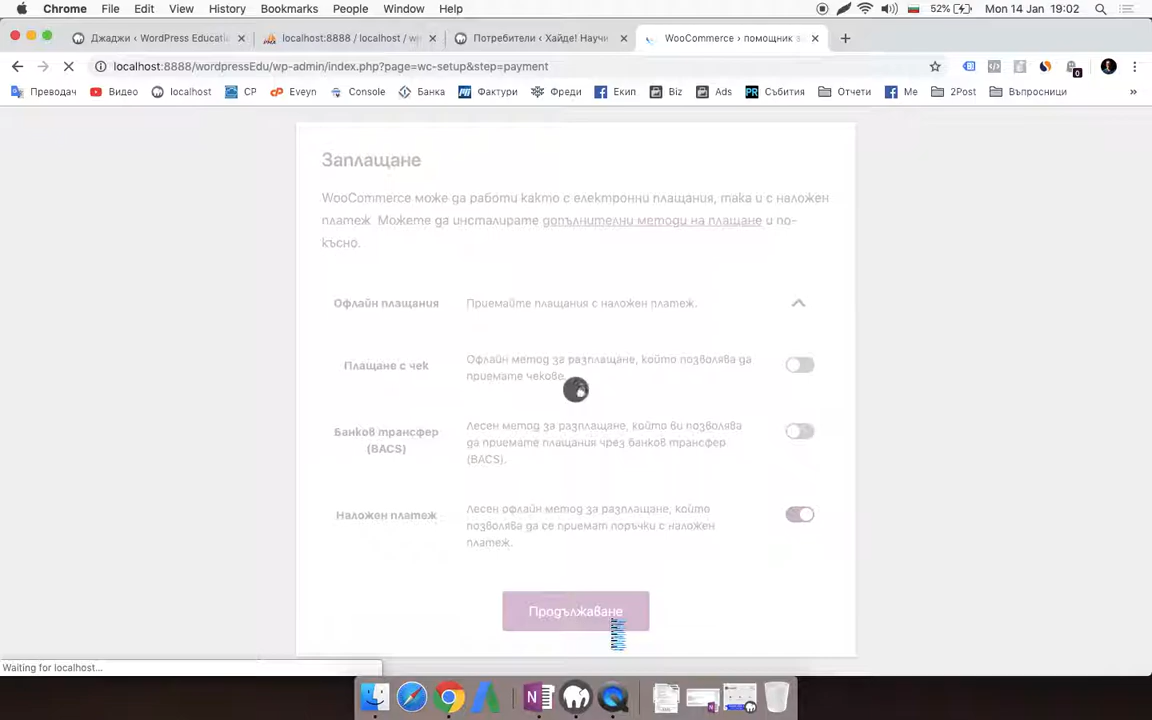 Chrome File Edit View History Bookmarks People Window Help 52% Mon 14 Jan 19:02
Джаджи ‹ WordPress Educati
localhost:8888 / localhost / w
Потребители ‹ Хайде! Научи
WooCommerce › помощник з
localhost:8888/wordpressEdu/wp-admin/index.php?page=wc-setup&step=payment
0
Преводач Видео localhost CP Eveyn Console Банка Фактури Фреди Екип Biz Ads Събития Отчети Me 2Post Въпросници »
Заплащане
WooCommerce може да работи както с електронни плащания, така и с наложен
платеж. Можете да инсталирате допълнителни методи на плащане и по-
късно.
Офлайн плащания Приемайте плащания с наложен платеж.
Плащане с чек
Офлайн метод за разплащане, който позволява да
приемате чекове.
Банков трансфер
(BACS)
Лесен метод за разплащане, който ви позволява
да приемате плащания чрез банков трансфер
(BACS).
Наложен платеж
Лесен офлайн метод за разплащане, който
позволява да се приемат поръчки с наложен
платеж.
Продължаване
Waiting for localhost...